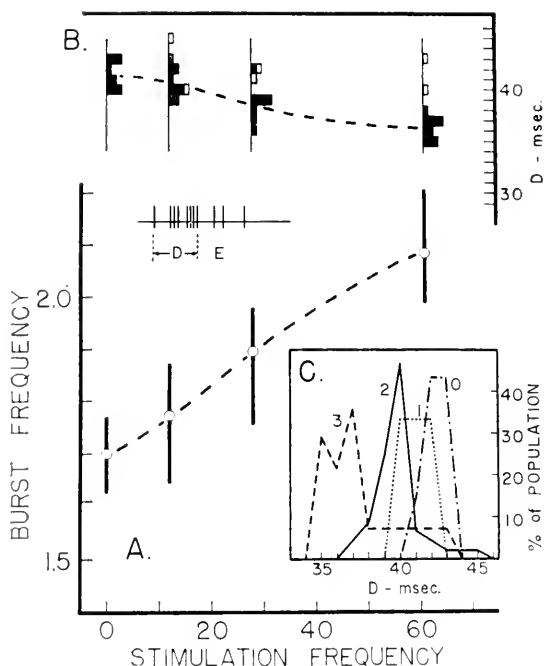 B.
40
30
D - msec.
D E
2.0
1.5
BURST FREQUENCY
A.
C.
3
2
1
0
40
30
20
10
% of POPULATION
35 40 45
D - msec.
0 20 40 60
STIMULATION FREQUENCY